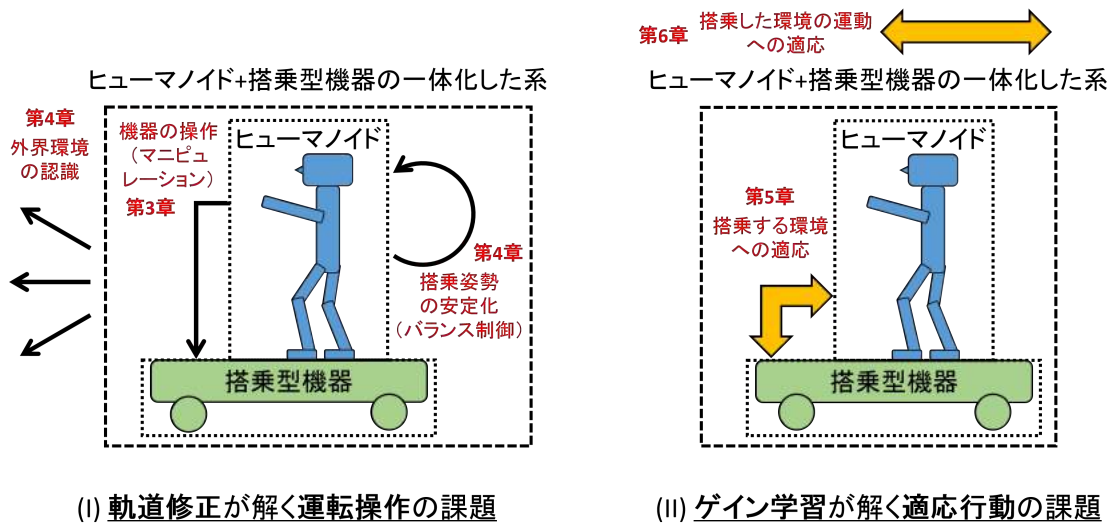 ヒューマノイド+搭乗型機器の一体化した系
第4章
外界環境
の認識
機器の操作
（マニピュ
レーション）
第3章
ヒューマノイド
第4章
搭乗姿勢
の安定化
（バランス制御）
搭乗型機器
(I) 軌道修正が解く運転操作の課題
第6章
搭乗した環境の運動
への適応
ヒューマノイド+搭乗型機器の一体化した系
ヒューマノイド
第5章
搭乗する環境
への適応
搭乗型機器
(II) ゲイン学習が解く適応行動の課題